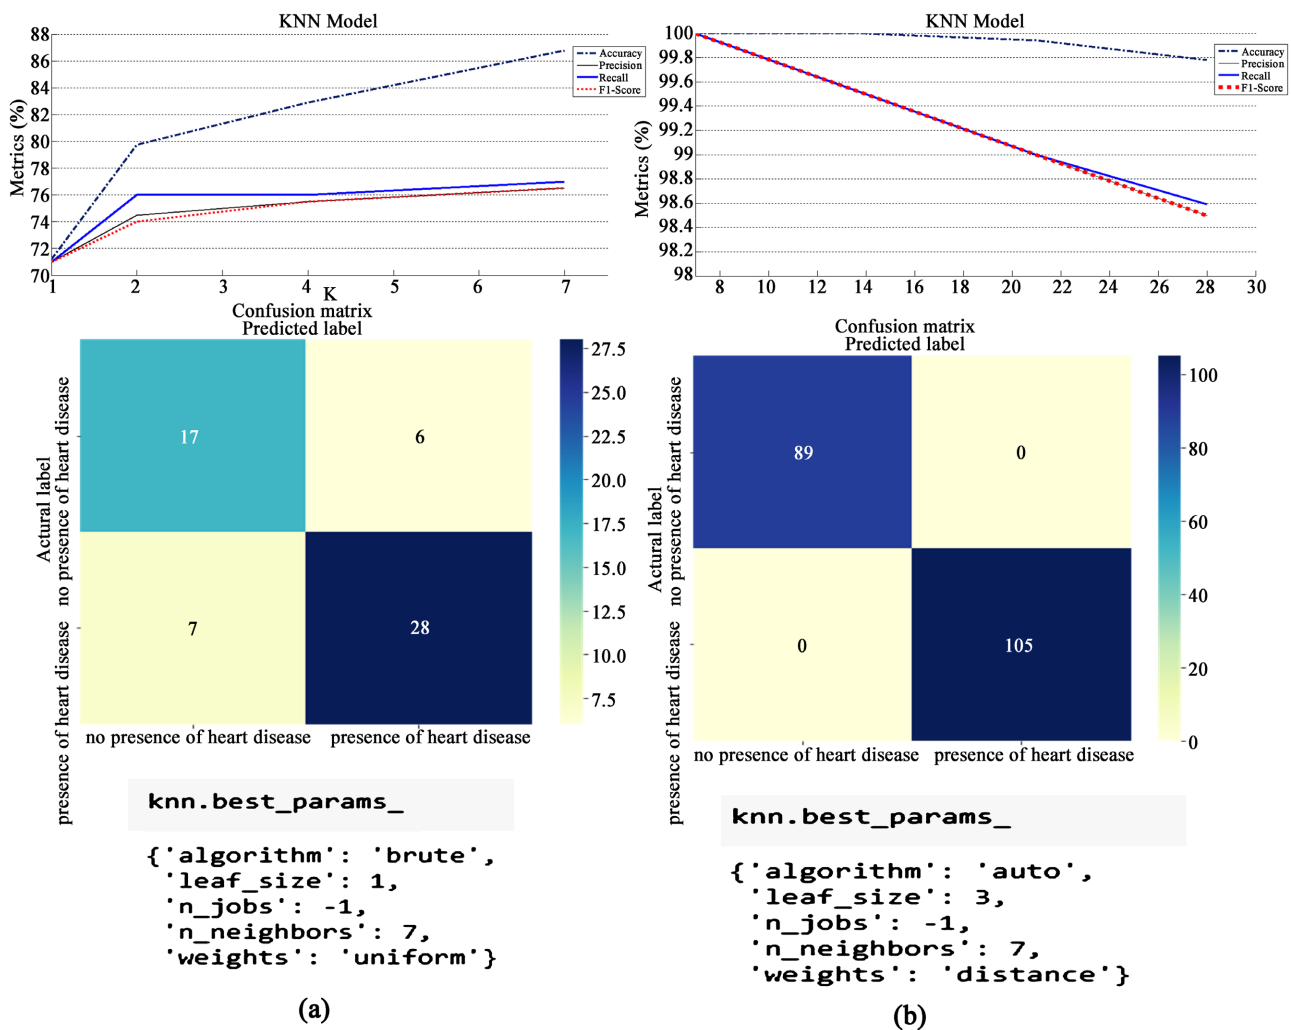 KNN Model
88
86
84
82
80
78
76
74
72
70
Metrics (%)
1
2
3
4
5
6
7
K
Accuracy
Precision
Recall
F1-Score
Confusion matrix
Predicted label
17
6
7
28
Actural label
no presence of heart disease
presence of heart disease
no presence of heart disease
presence of heart disease
27.5
25.0
22.5
20.0
17.5
15.0
12.5
10.0
7.5
knn.best_params_
{'algorithm': 'brute',
'leaf_size': 1,
'n_jobs': -1,
'n_neighbors': 7,
'weights': 'uniform'}
(a)
KNN Model
100
99.8
99.6
99.4
99.2
99
98.8
98.6
98.4
98.2
98
Metrics (%)
8
10
12
14
16
18
20
22
24
26
28
30
Accuracy
Precision
Recall
F1-Score
Confusion matrix
Predicted label
89
0
0
105
Actural label
no presence of heart disease
presence of heart disease
no presence of heart disease
presence of heart disease
100
80
60
40
20
0
knn.best_params_
{'algorithm': 'auto',
'leaf_size': 3,
'n_jobs': -1,
'n_neighbors': 7,
'weights': 'distance'}
(b)